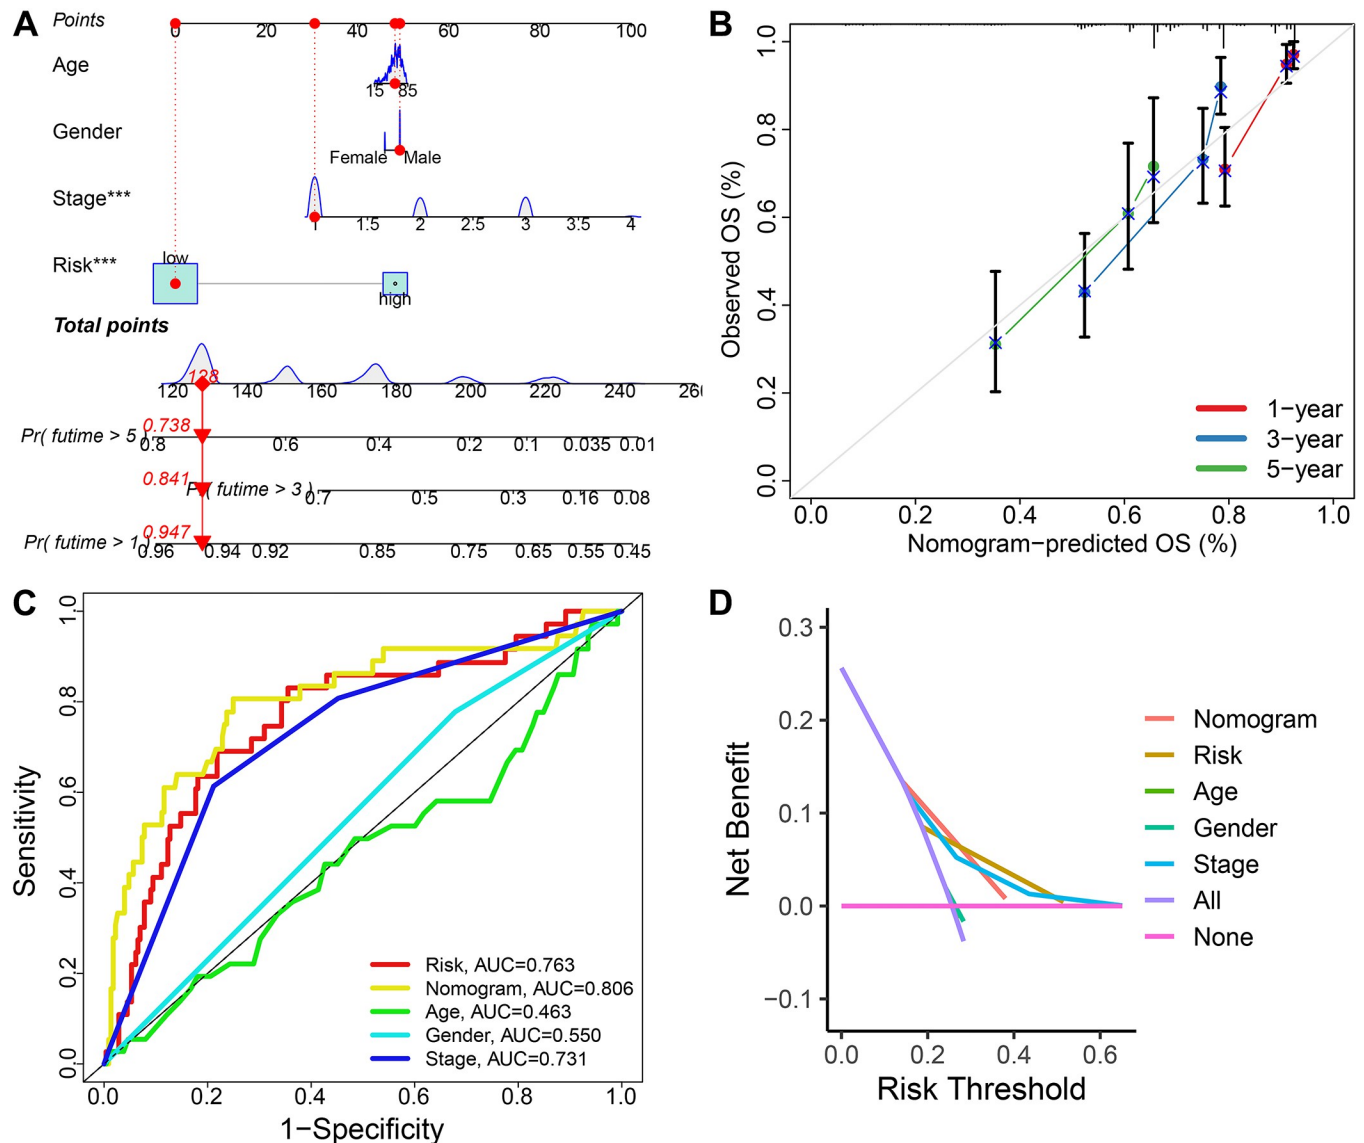 A
Points
0 20 40 60 80 100
Age
15 85
Gender
Female Male
Stage***
1 1.5 2 2.5 3 3.5 4
Risk***
low
high
Total points
128
120 140 160 180 200 220 240
0.738
Pr( futime > 5 )
0.8 0.6 0.4 0.2 0.1 0.035 0.01
0.841
Pr( futime > 3 )
0.7 0.5 0.3 0.16 0.08
0.947
Pr( futime > 1 )
0.96 0.94 0.92 0.85 0.75 0.65 0.55 0.45
B
Observed OS (%)
1.0
0.8
0.6
0.4
0.2
0.0
1−year
3−year
5−year
0.0 0.2 0.4 0.6 0.8 1.0
Nomogram−predicted OS (%)
C
Sensitivity
1.0
0.8
0.6
0.4
0.2
0.0
Risk, AUC=0.763
Nomogram, AUC=0.806
Age, AUC=0.463
Gender, AUC=0.550
Stage, AUC=0.731
0.0 0.2 0.4 0.6 0.8 1.0
1−Specificity
D
Net Benefit
0.3
0.2
0.1
0.0
−0.1
Nomogram
Risk
Age
Gender
Stage
All
None
0.0 0.2 0.4 0.6
Risk Threshold